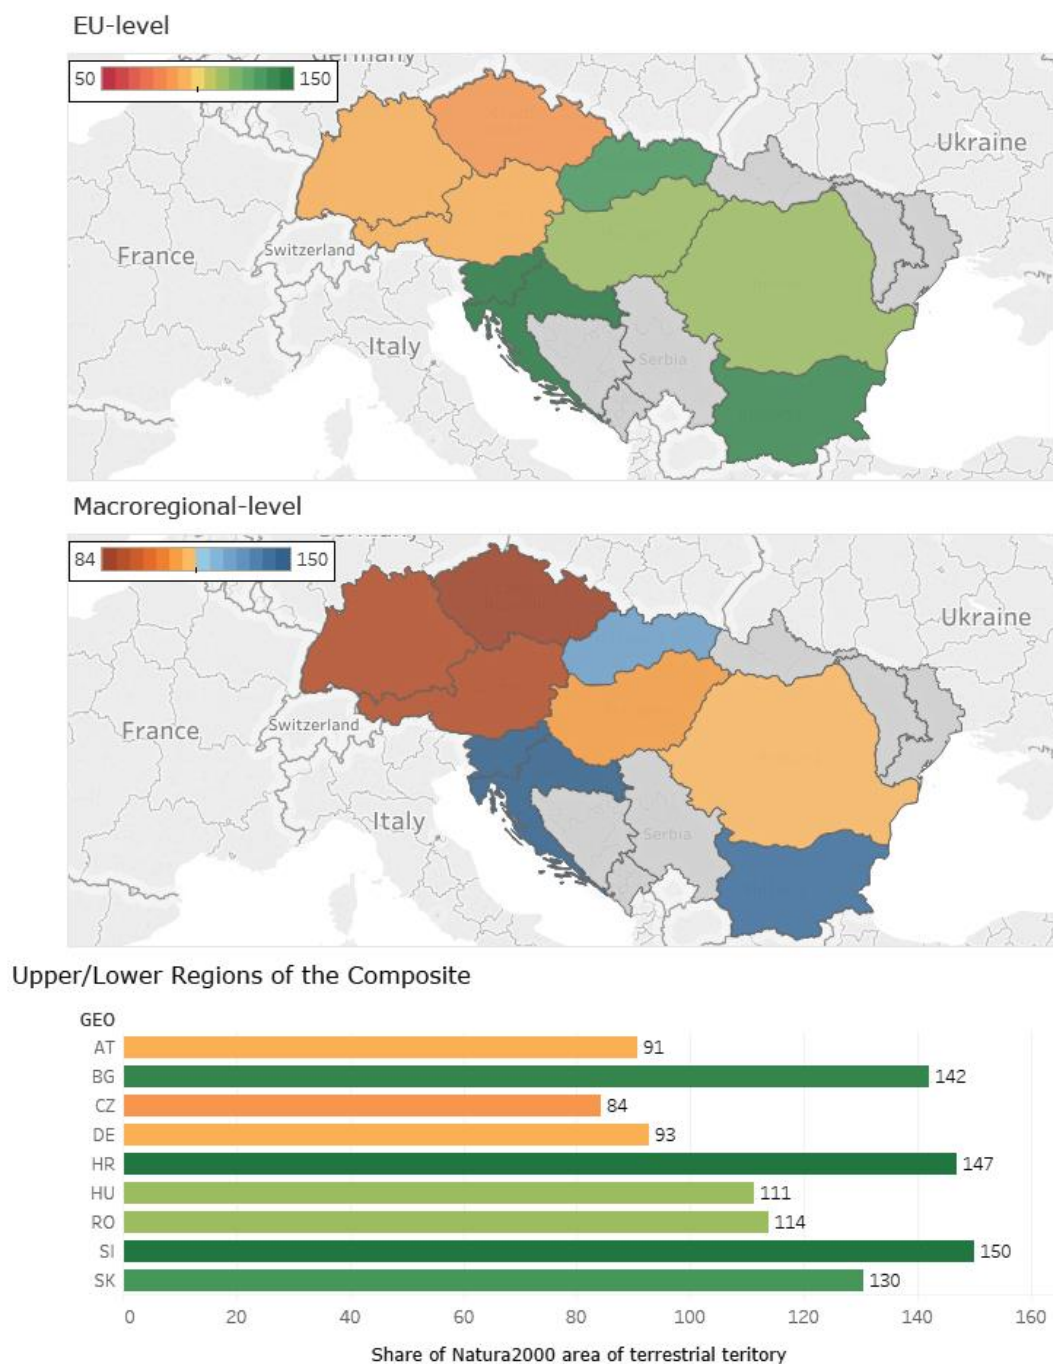 EU-level
Germany
50 150
Ukraine
France
Switzerland
Italy
Serbia
Macroregional-level
84 150
Ukraine
France
Switzerland
Italy
Serbia
Upper/Lower Regions of the Composite
GEO
AT 91
BG 142
CZ 84
DE 93
HR 147
HU 111
RO 114
SI 150
SK 130
0 20 40 60 80 100 120 140 160
Share of Natura2000 area of terrestrial teritory